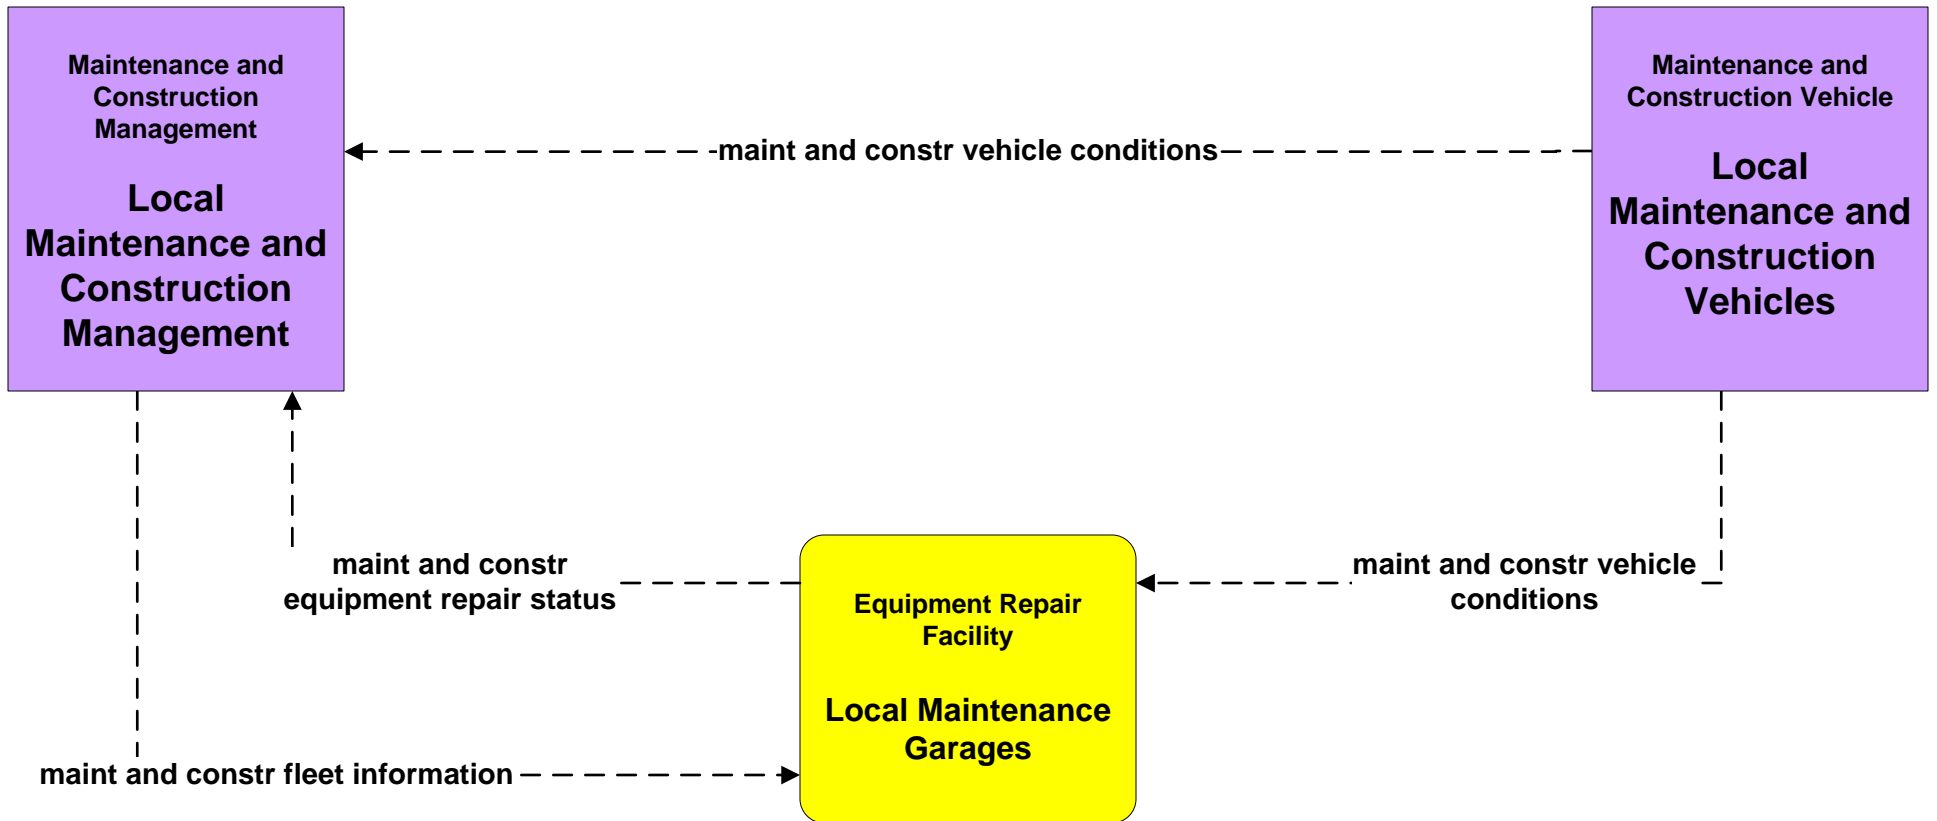 Maintenance and
Construction
Management
Local
Maintenance and
Construction
Management
Maintenance and
Construction Vehicle
Local
Maintenance and
Construction
Vehicles
maint and constr vehicle conditions
maint and constr
equipment repair status
maint and constr vehicle
conditions
Equipment Repair
Facility
Local Maintenance
Garages
maint and constr fleet information